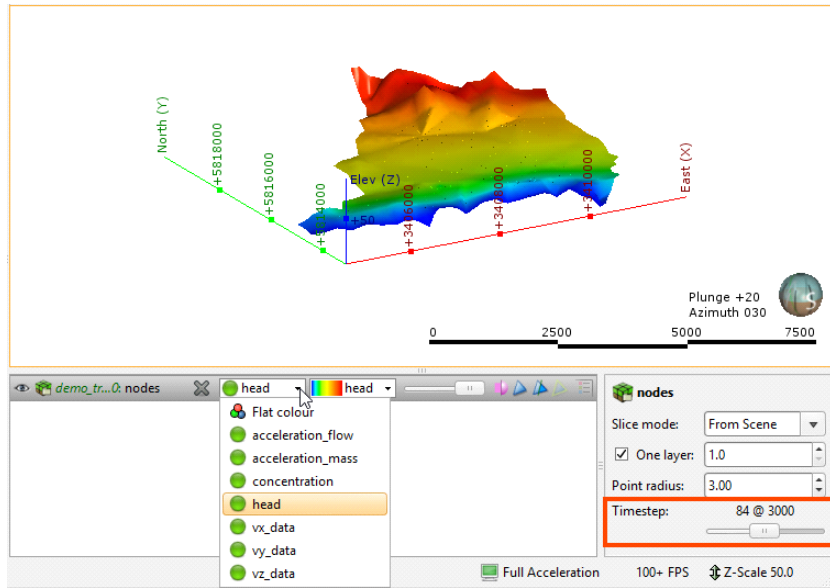 North (Y)
+5818000
+5816000
+5814000
Elev (Z)
+50
+3406000
+3408000
+3410000
East (X)
Plunge +20
Azimuth 030
S
0 2500 5000 7500
demo_tr...0: nodes
head
head
Flat colour
acceleration_flow
acceleration_mass
concentration
head
vx_data
vy_data
vz_data
nodes
Slice mode: From Scene
One layer: 1.0
Point radius: 3.00
Timestep: 84 @ 3000
Full Acceleration 100+ FPS Z-Scale 50.0